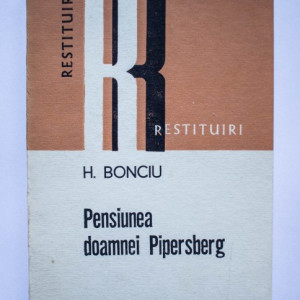 RESTITUIRI
R
RESTITUIRI
H. BONCIU
Pensiunea
doamnei Pipersberg